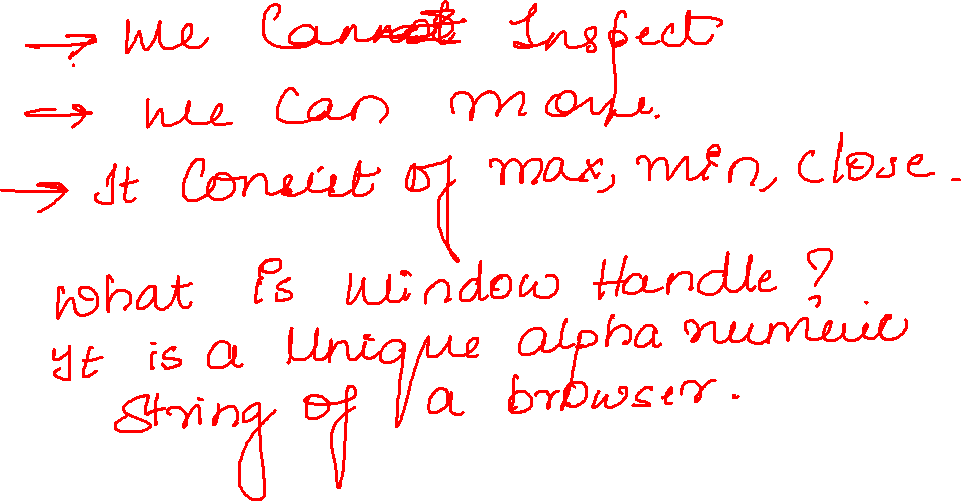 → We Can Inspect
→ We Can move.
→ It Consist of max, min, close.
What is Window Handle?
It is a Unique alpha numeric
String of a browser.